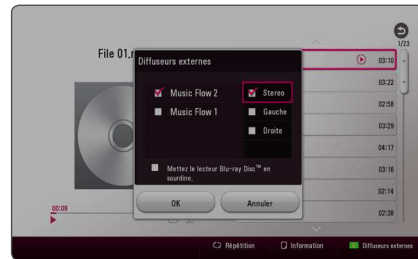 1/23
File 01.
Diffuseurs externes
Music Flow 2
Stereo
Music Flow 1
Gauche
Droite
Mettez le lecteur Blu-ray Disc™ en
sourdine.
OK
Annuler
03:10
03:22
02:58
03:29
04:17
03:16
02:14
02:38
00:09
Répétition
Information
Diffuseurs externes